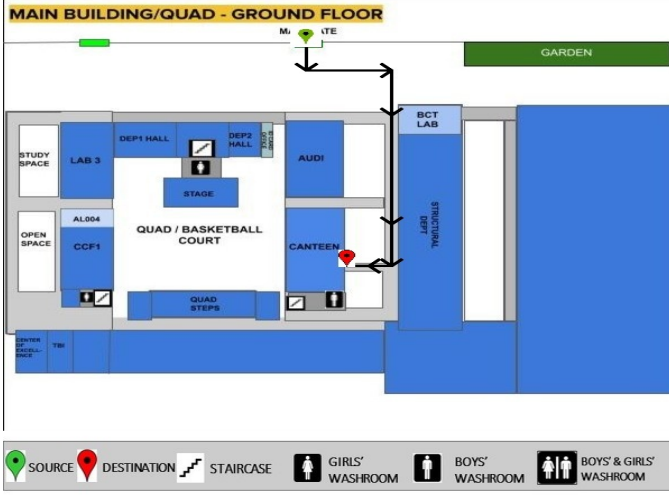 MAIN BUILDING/QUAD - GROUND FLOOR
GARDEN
BCT
LAB
DEP1 HALL
DEP2
HALL
STUDY
SPACE
LAB 3
AUDI
STAGE
AL004
OPEN
SPACE
CCF1
QUAD / BASKETBALL
COURT
CANTEEN
STRUCTURAL
DEPT
QUAD
STEPS
CENTER
OF
EXCELL-
ENCE
TBI
SOURCE
DESTINATION
STAIRCASE
GIRLS'
WASHROOM
BOYS'
WASHROOM
BOYS' & GIRLS'
WASHROOM